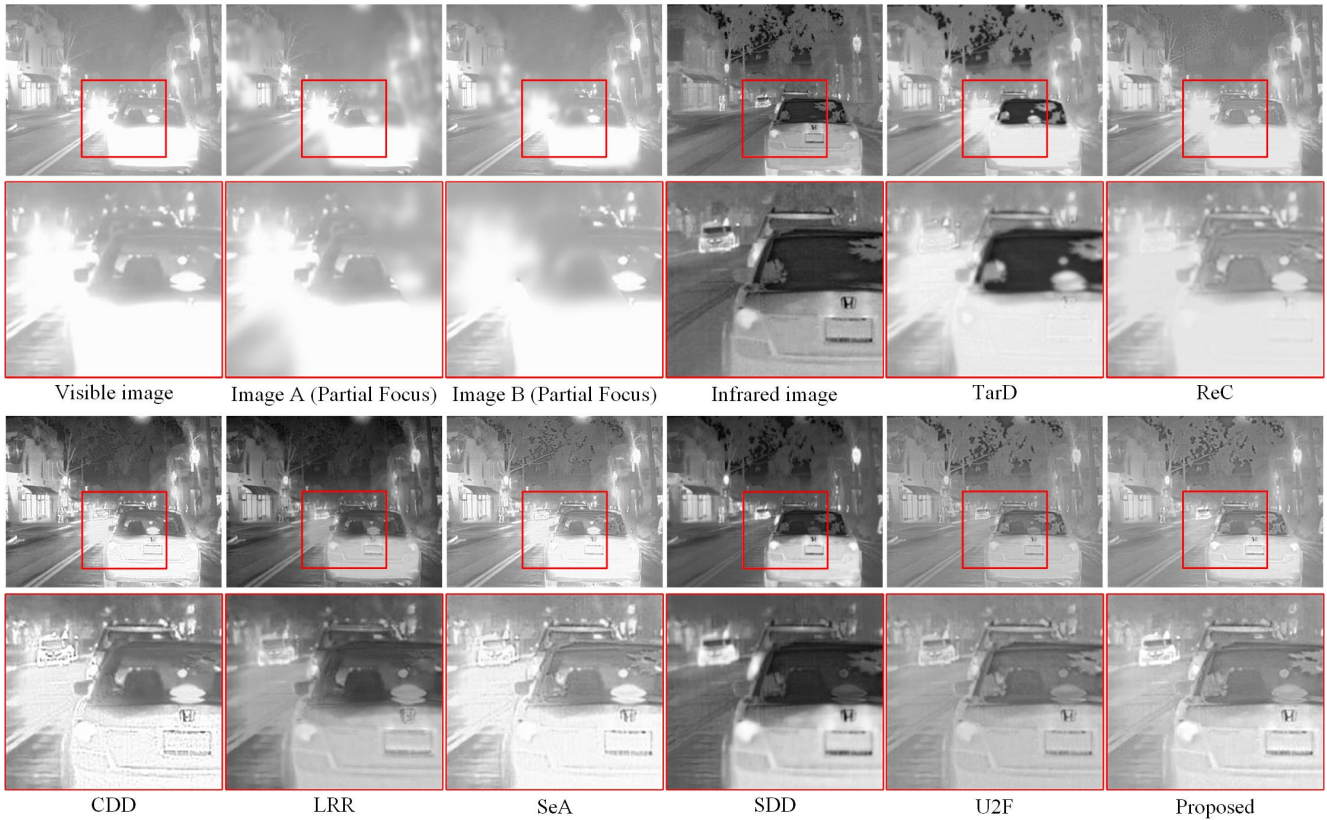 Visible image
Image A (Partial Focus)
Image B (Partial Focus)
Infrared image
TarD
ReC
CDD
LRR
SeA
SDD
U2F
Proposed